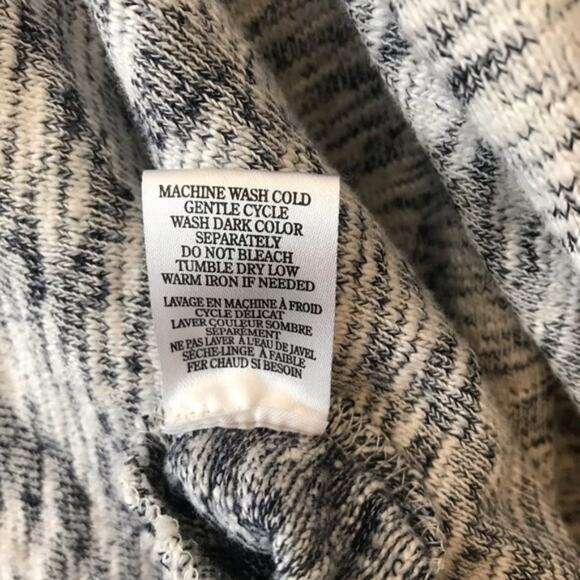 MACHINE WASH COLD
GENTLE CYCLE
WASH DARK COLOR
SEPARATELY
DO NOT BLEACH
TUMBLE DRY LOW
WARM IRON IF NEEDED
LAVAGE EN MACHINE À FROID
CYCLE DÉLICAT
LAVER COULEUR SOMBRE
SÉPARÉMENT
NE PAS LAVER À L'EAU DE JAVEL
SÈCHE-LINGE À FAIBLE
FER CHAUD SI BESOIN